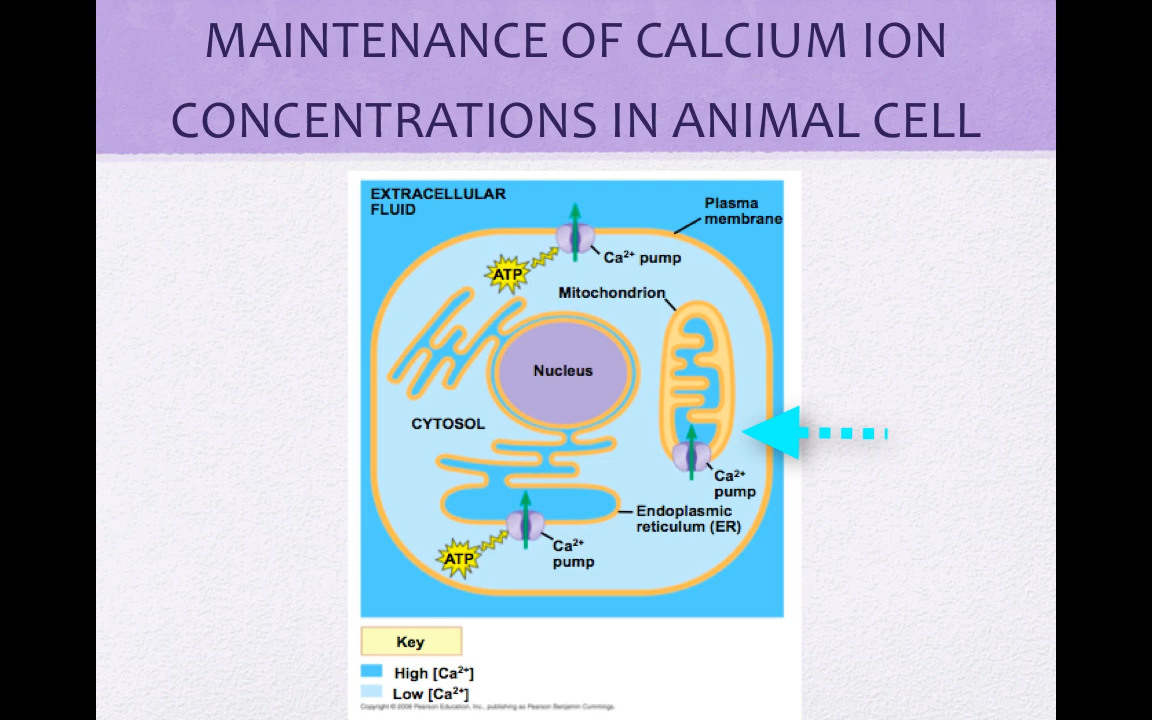 MAINTENANCE OF CALCIUM ION
CONCENTRATIONS IN ANIMAL CELL
EXTRACELLULAR
FLUID
Plasma
membrane
Ca²⁺ pump
ATP
Mitochondrion
Nucleus
CYTOSOL
Ca²⁺
pump
Endoplasmic
reticulum (ER)
Ca²⁺
pump
ATP
Key
High [Ca²⁺]
Low [Ca²⁺]
Copyright © 2008 Pearson Education, Inc., publishing as Pearson Benjamin Cummings.